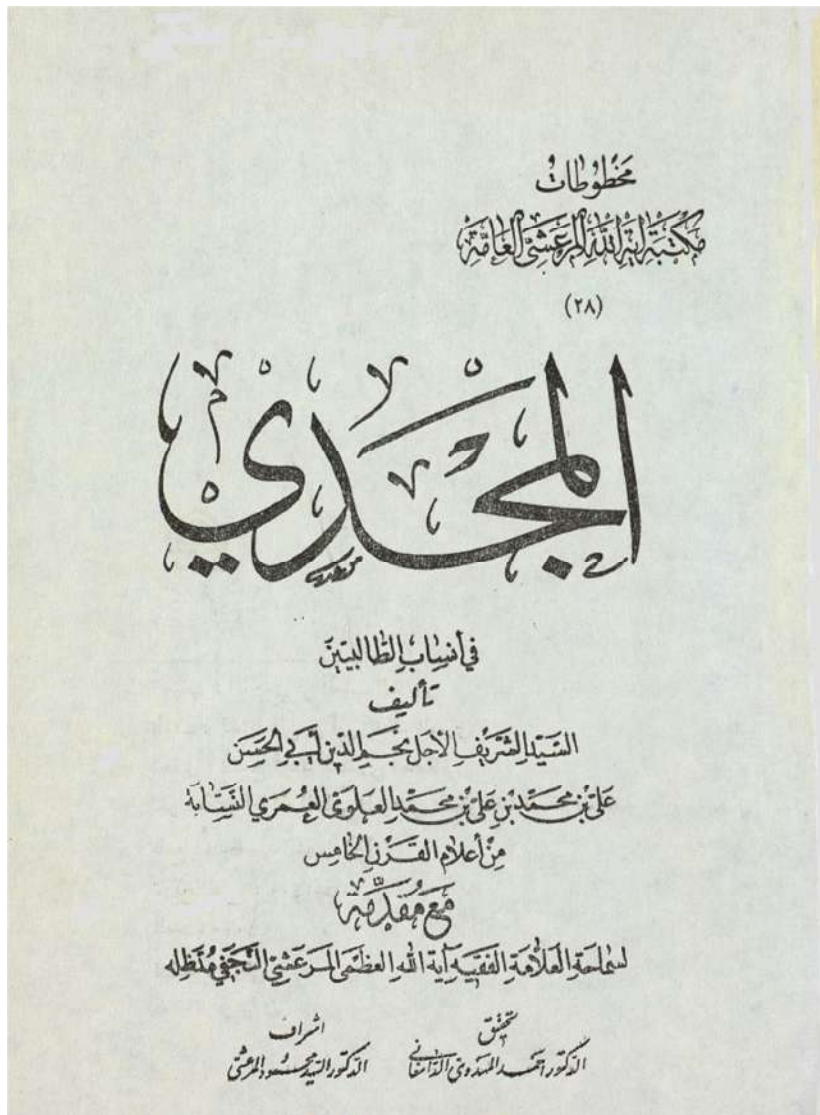 مخطوطات
مكتبة آية الله المرعشي العامة
(٢٨)
المجدي
في أنساب الطالبيين
تأليف
السيد الشريف الأجل نجم الدين أبي الحسن
علي بن محمد بن علي بن محمد العلوي العمري النسابة
من أعلام القرن الخامس
مع مقدمة
لسماحة العلامة الفقيه آية الله العظمى المرعشي النجفي مد ظله
تحقيق
الدكتور أحمد المهدوي الدامغاني
اشراف
الدكتور السيد محمود المرعشي